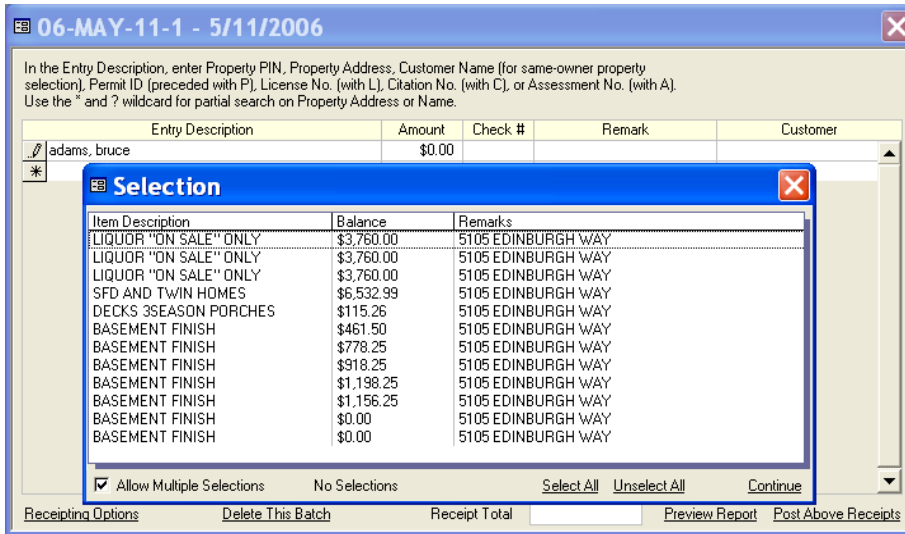 06-MAY-11-1 - 5/11/2006
In the Entry Description, enter Property PIN, Property Address, Customer Name (for same-owner property
selection), Permit ID (preceded with P), License No. (with L), Citation No. (with C), or Assessment No. (with A).
Use the * and ? wildcard for partial search on Property Address or Name.
Entry Description Amount Check # Remark Customer
adams, bruce $0.00
Selection
Item Description Balance Remarks
LIQUOR "ON SALE" ONLY $3,760.00 5105 EDINBURGH WAY
LIQUOR "ON SALE" ONLY $3,760.00 5105 EDINBURGH WAY
LIQUOR "ON SALE" ONLY $3,760.00 5105 EDINBURGH WAY
SFD AND TWIN HOMES $6,532.99 5105 EDINBURGH WAY
DECKS 3SEASON PORCHES $115.26 5105 EDINBURGH WAY
BASEMENT FINISH $461.50 5105 EDINBURGH WAY
BASEMENT FINISH $778.25 5105 EDINBURGH WAY
BASEMENT FINISH $918.25 5105 EDINBURGH WAY
BASEMENT FINISH $1,198.25 5105 EDINBURGH WAY
BASEMENT FINISH $1,156.25 5105 EDINBURGH WAY
BASEMENT FINISH $0.00 5105 EDINBURGH WAY
BASEMENT FINISH $0.00 5105 EDINBURGH WAY
Allow Multiple Selections No Selections Select All Unselect All Continue
Receipting Options Delete This Batch Receipt Total Preview Report Post Above Receipts